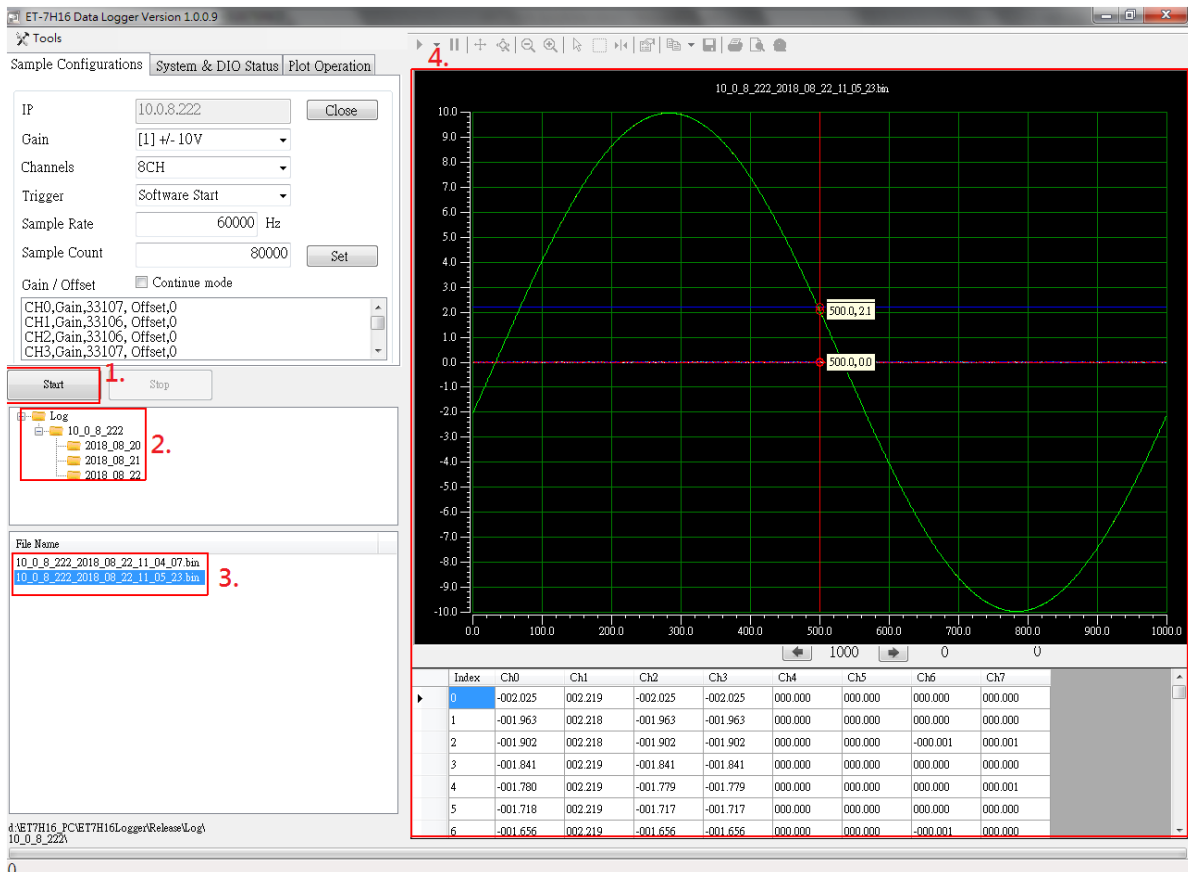 ET-7H16 Data Logger Version 1.0.0.9
Tools
Sample Configurations System & DIO Status Plot Operation
IP 10.0.8.222 Close
Gain [1] +/- 10V
Channels 8CH
Trigger Software Start
Sample Rate 60000 Hz
Sample Count 80000 Set
Gain / Offset Continue mode
CH0,Gain,33107, Offset,0
CH1,Gain,33106, Offset,0
CH2,Gain,33106, Offset,0
CH3,Gain,33107, Offset,0
Start 1. Stop
Log
10_0_8_222
2018_08_20
2018_08_21
2018_08_22
2.
File Name
10_0_8_222_2018_08_22_11_04_07.bin
10_0_8_222_2018_08_22_11_05_23.bin
3.
d:\ET7H16_PC\ET7H16Logger\Release\Log\
10_0_8_222\
0
4.
10_0_8_222_2018_08_22_11_05_23.bin
10.0
9.0
8.0
7.0
6.0
5.0
4.0
3.0
2.0
1.0
0.0
-1.0
-2.0
-3.0
-4.0
-5.0
-6.0
-7.0
-8.0
-9.0
-10.0
500.0, 2.1
500.0, 0.0
0.0 100.0 200.0 300.0 400.0 500.0 600.0 700.0 800.0 900.0 1000.0
1000 0 0
Index Ch0 Ch1 Ch2 Ch3 Ch4 Ch5 Ch6 Ch7
0 -002.025 002.219 -002.025 -002.025 000.000 000.000 000.000 000.000
1 -001.963 002.218 -001.963 -001.963 000.000 000.000 000.000 000.000
2 -001.902 002.218 -001.902 -001.902 000.000 000.000 -000.001 000.001
3 -001.841 002.219 -001.841 -001.841 000.000 000.000 000.000 000.000
4 -001.780 002.219 -001.779 -001.779 000.000 000.000 000.000 000.001
5 -001.718 002.219 -001.717 -001.717 000.000 000.000 000.000 000.000
6 -001.656 002.219 -001.656 -001.656 000.000 000.000 -000.001 000.000